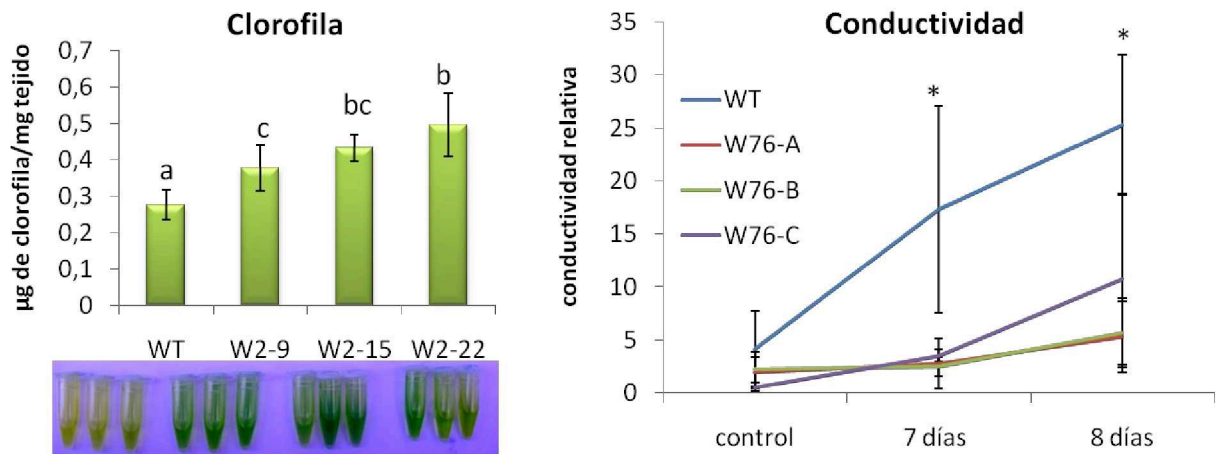 Clorofila
µg de clorofila/mg tejido
0,7
0,6
0,5
0,4
0,3
0,2
0,1
0
a
c
bc
b
WT
W2-9
W2-15
W2-22
Conductividad
conductividad relativa
35
30
25
20
15
10
5
0
WT
W76-A
W76-B
W76-C
*
*
control
7 días
8 días